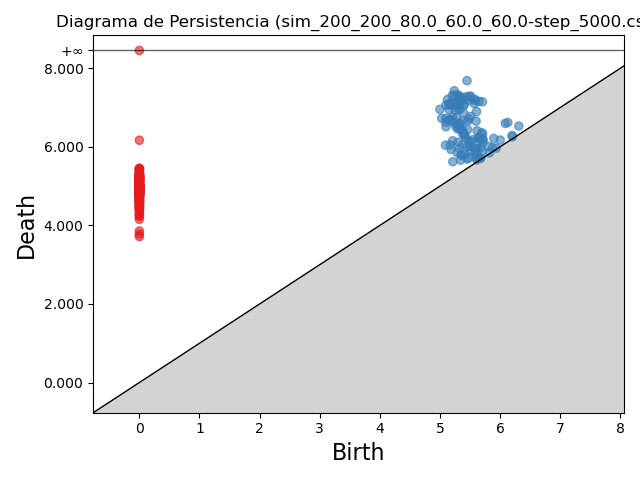 Diagrama de Persistencia (sim_200_200_80.0_60.0_60.0-step_5000.cs
+∞
8.000
6.000
4.000
2.000
0.000
Death
0 1 2 3 4 5 6 7 8
Birth